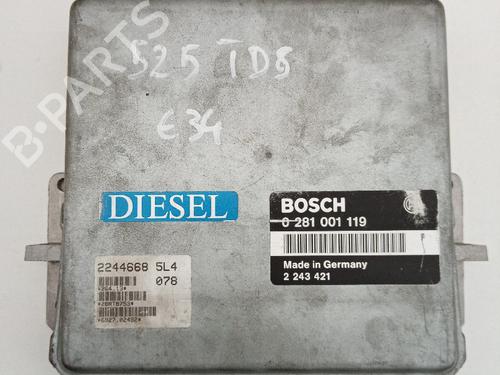 B-PARTS
525 TDS
E34
DIESEL
BOSCH
0 281 001 119
Made in Germany
2 243 421
2244668 5L4
078